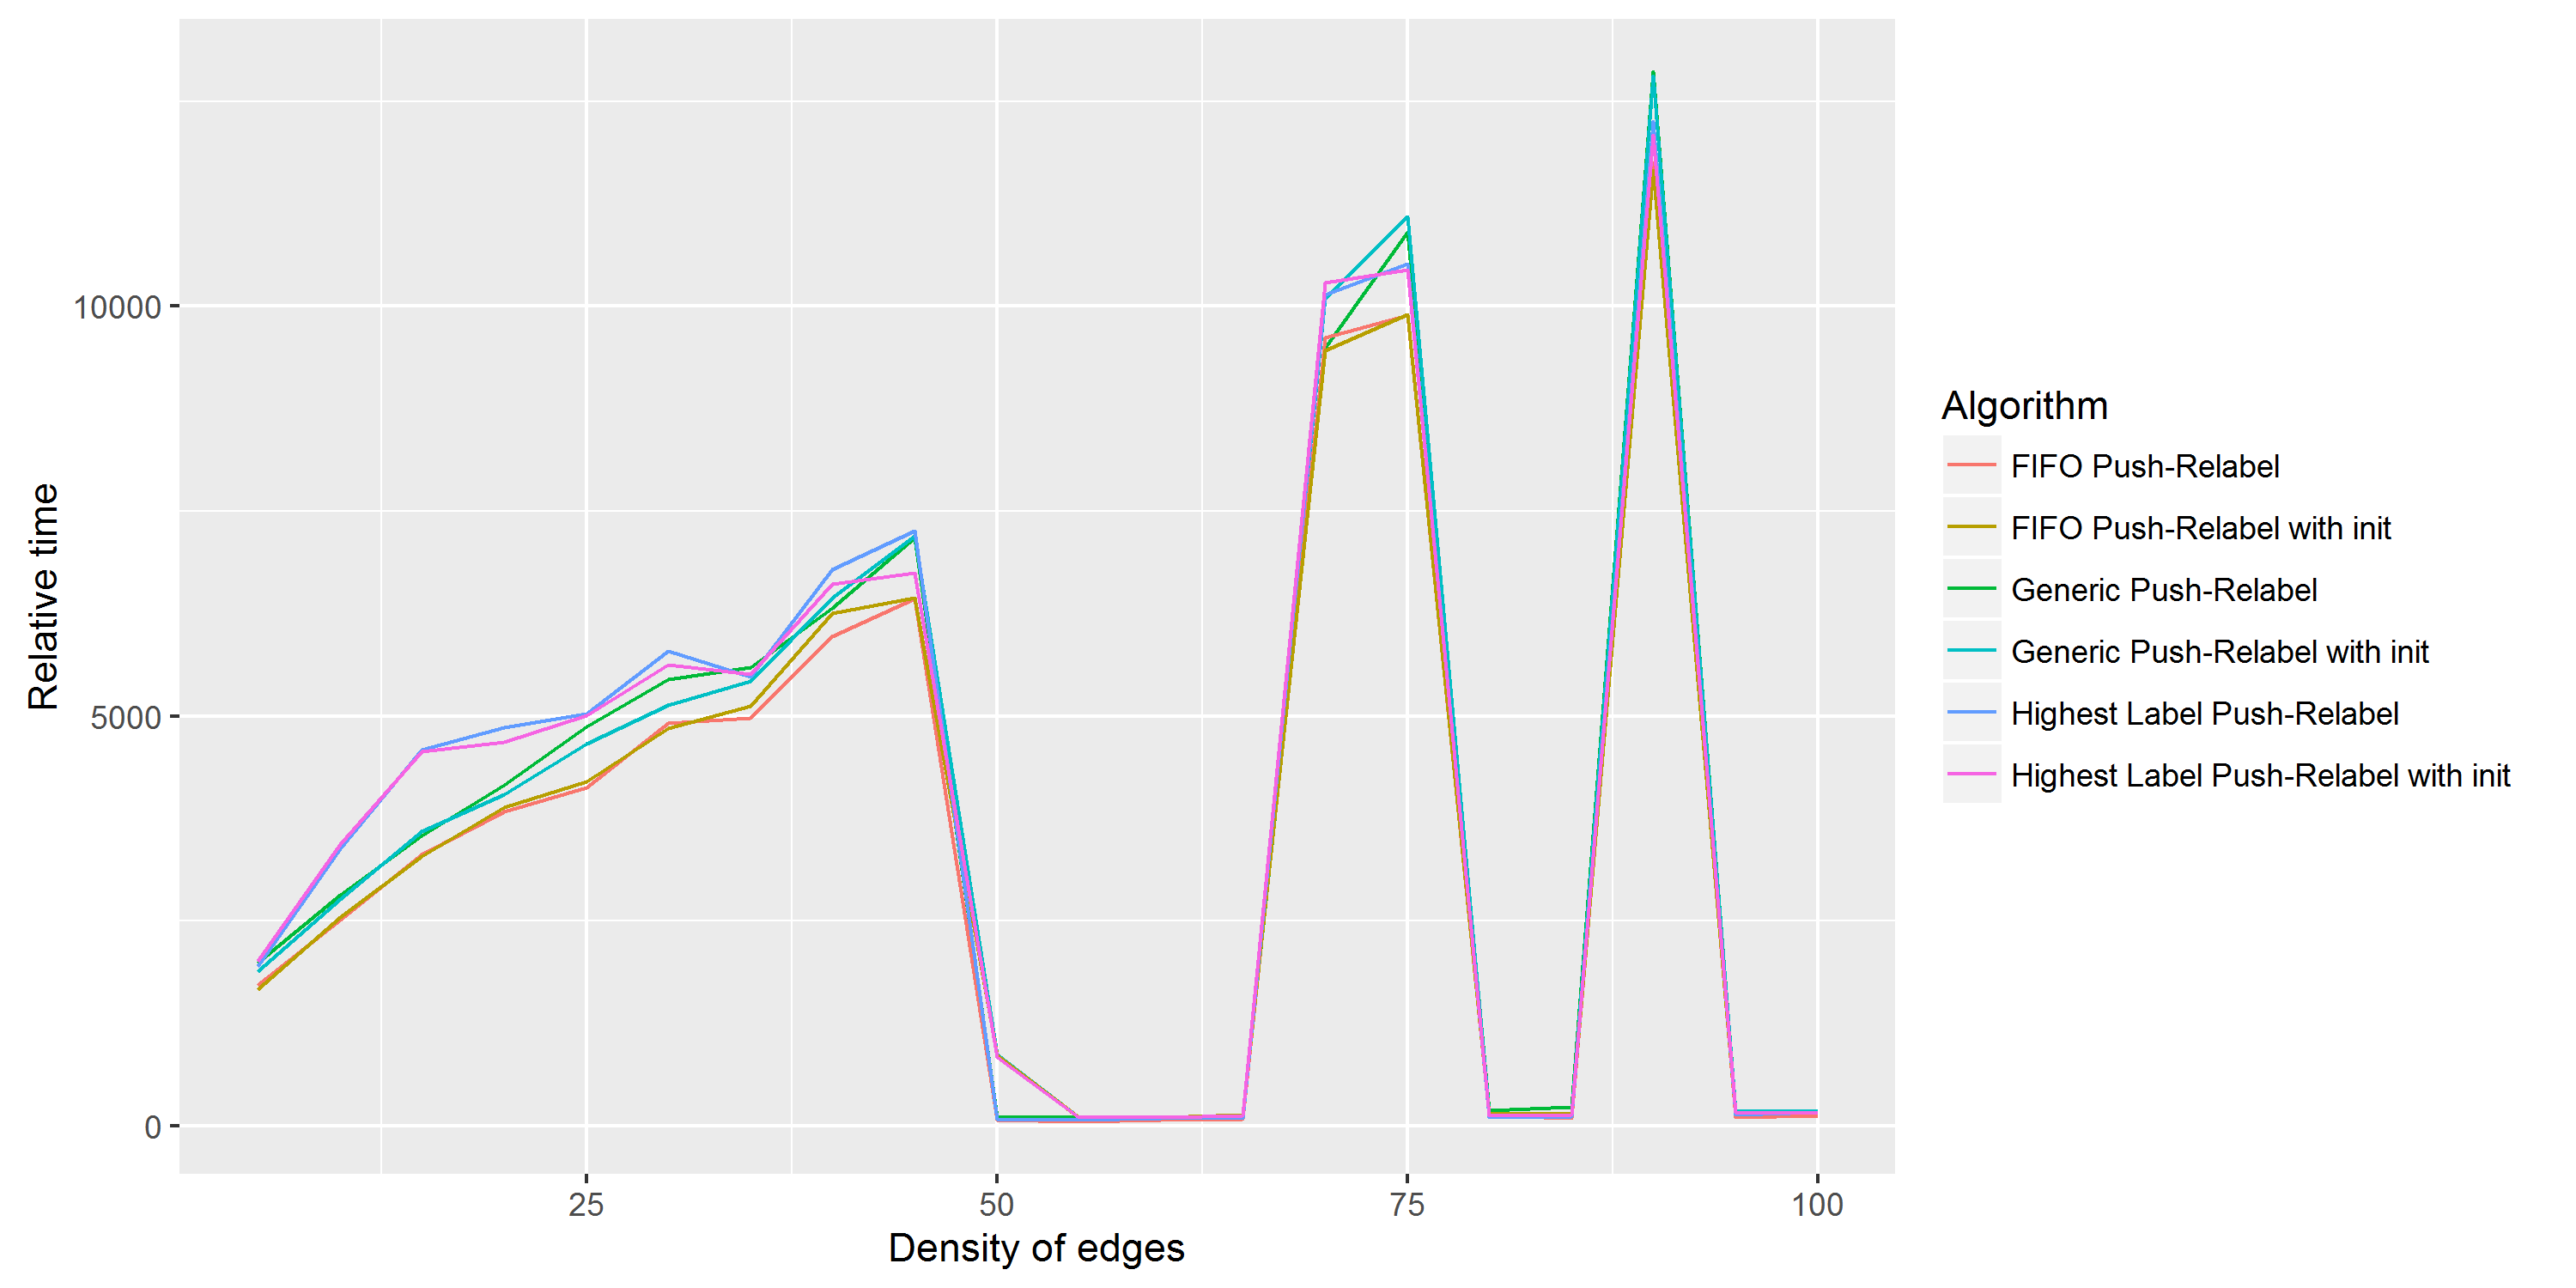 10000
5000
0
25
50
75
100
Relative time
Density of edges
Algorithm
FIFO Push-Relabel
FIFO Push-Relabel with init
Generic Push-Relabel
Generic Push-Relabel with init
Highest Label Push-Relabel
Highest Label Push-Relabel with init